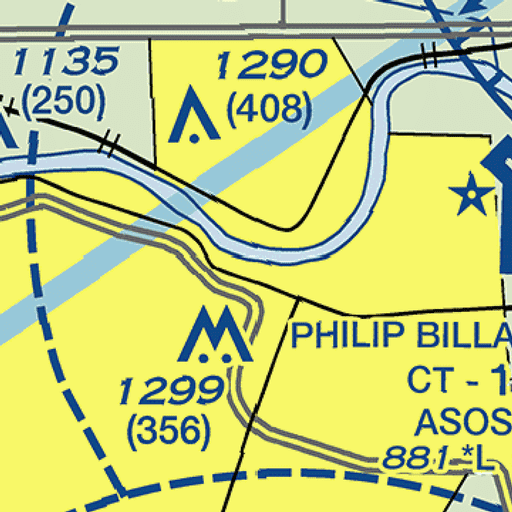 1135
(250)
1290
(408)
1299
(356)
PHILIP BILLA
CT - 1
ASOS
881 *L